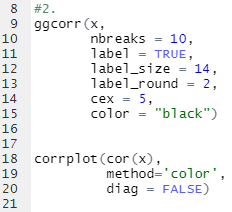 8 #2.
9 ggcorr(x,
10 nbreaks = 10,
11 label = TRUE,
12 label_size = 14,
13 label_round = 2,
14 cex = 5,
15 color = "black")
16
17
18 corrplot(cor(x),
19 method='color',
20 diag = FALSE)
21